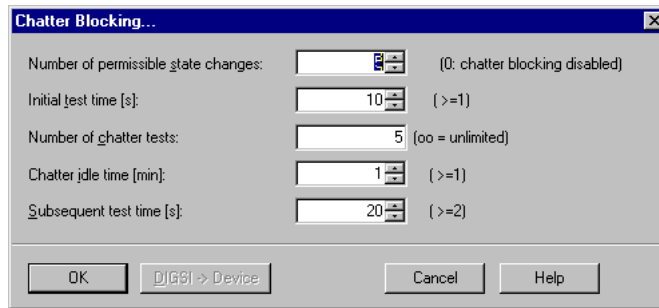 Chatter Blocking...
Number of permissible state changes: (0: chatter blocking disabled)
Initial test time [s]: 10 ( >=1)
Number of chatter tests: 5 (oo = unlimited)
Chatter idle time [min]: 1 ( >=1)
Subsequent test time [s]: 20 ( >=2)
OK DIGSI -> Device Cancel Help